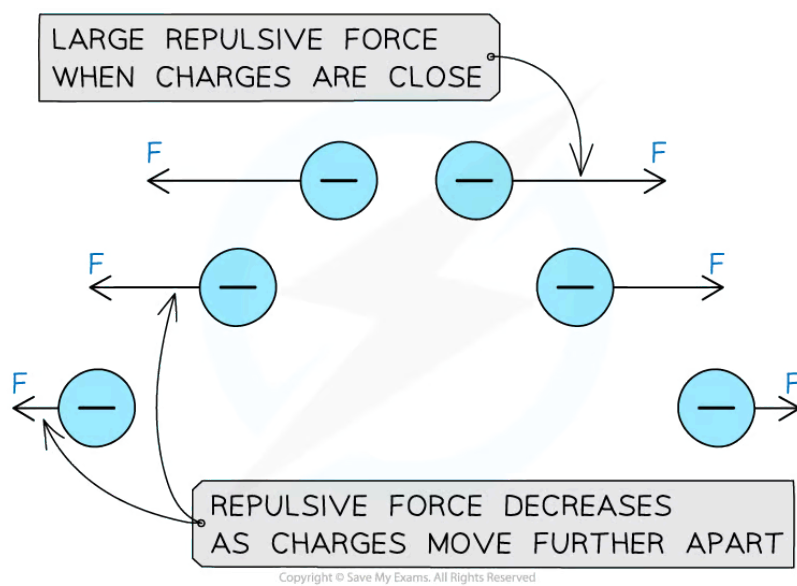 LARGE REPULSIVE FORCE
WHEN CHARGES ARE CLOSE
F
F
F
F
F
F
REPULSIVE FORCE DECREASES
AS CHARGES MOVE FURTHER APART
Copyright © Save My Exams. All Rights Reserved